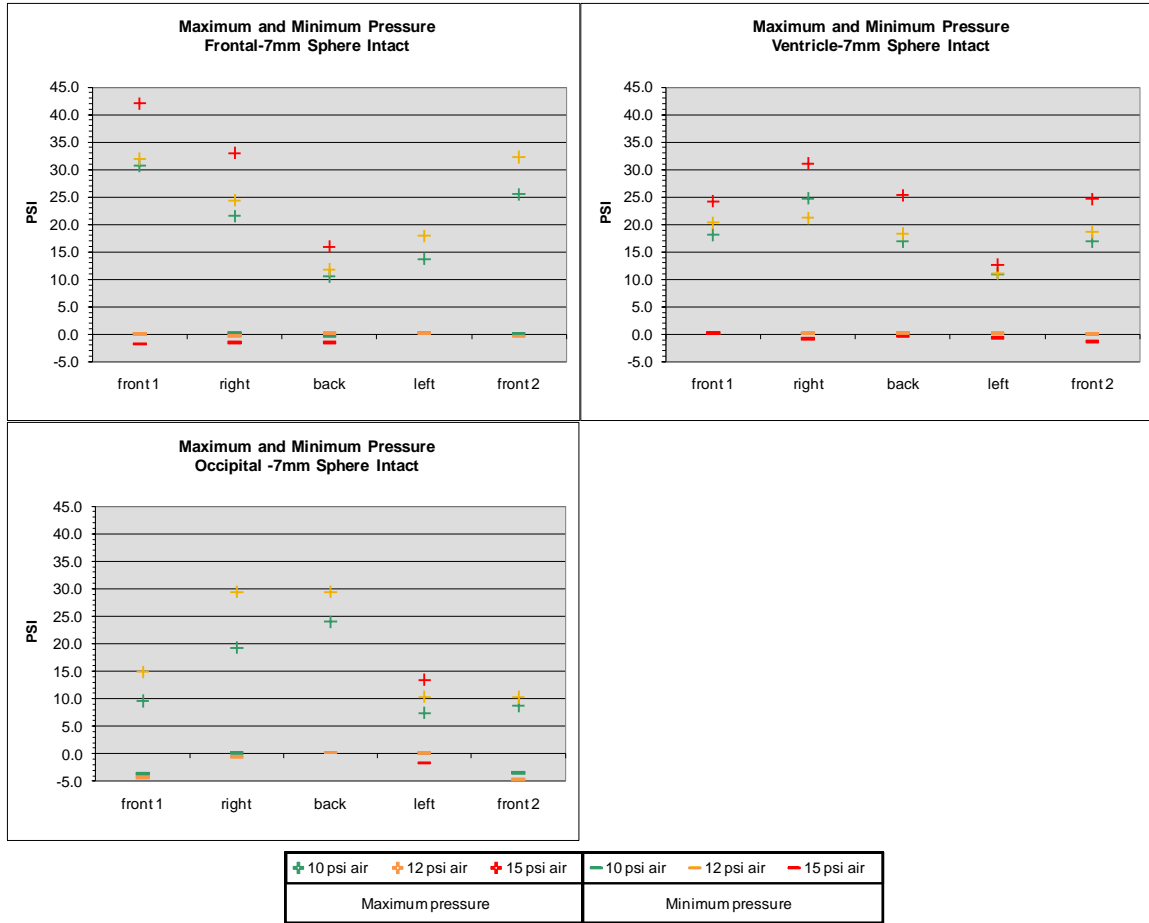 Maximum and Minimum Pressure
Frontal-7mm Sphere Intact
45.0
40.0
35.0
30.0
25.0
20.0
15.0
10.0
5.0
0.0
-5.0
PSI
front 1 right back left front 2
Maximum and Minimum Pressure
Ventricle-7mm Sphere Intact
45.0
40.0
35.0
30.0
25.0
20.0
15.0
10.0
5.0
0.0
-5.0
PSI
front 1 right back left front 2
Maximum and Minimum Pressure
Occipital -7mm Sphere Intact
45.0
40.0
35.0
30.0
25.0
20.0
15.0
10.0
5.0
0.0
-5.0
PSI
front 1 right back left front 2
10 psi air 12 psi air 15 psi air 10 psi air 12 psi air 15 psi air
Maximum pressure Minimum pressure